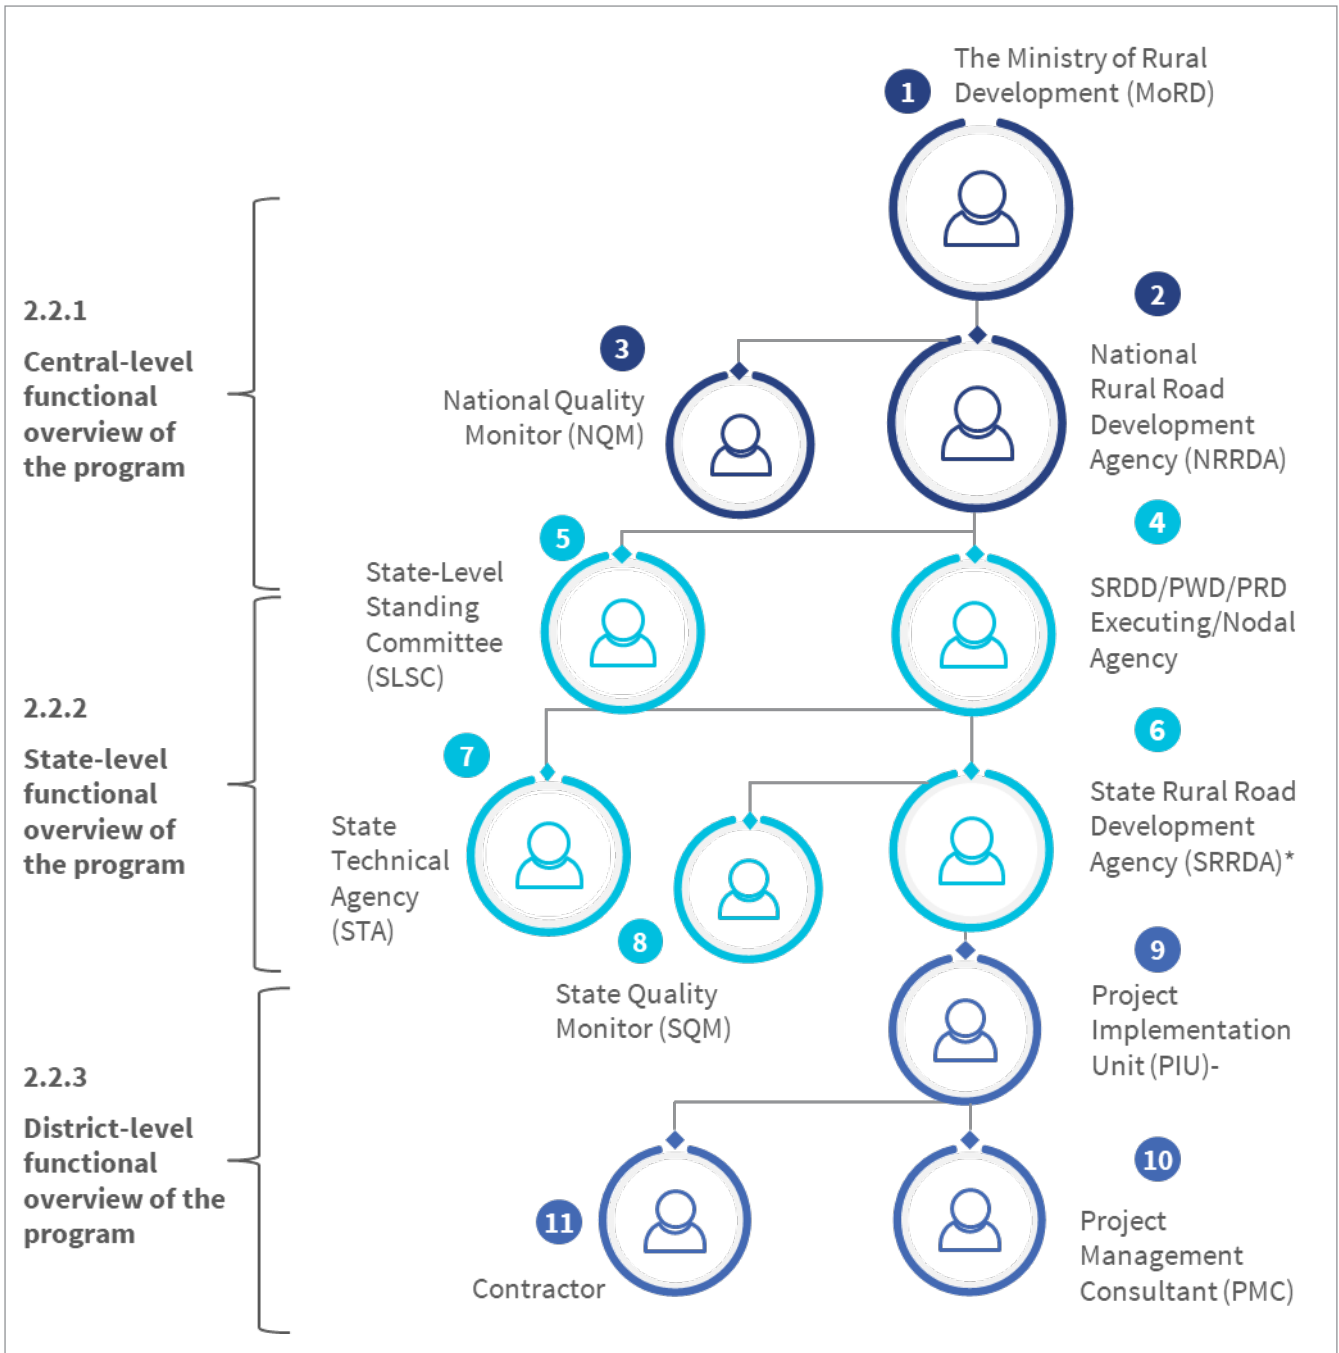 1
The Ministry of Rural
Development (MoRD)
2.2.1
Central-level
functional
overview of
the program
2
National
Rural Road
Development
Agency (NRRDA)
3
National Quality
Monitor (NQM)
4
SRDD/PWD/PRD
Executing/Nodal
Agency
5
State-Level
Standing
Committee
(SLSC)
2.2.2
State-level
functional
overview of
the program
6
State Rural Road
Development
Agency (SRRDA)*
7
State
Technical
Agency
(STA)
8
State Quality
Monitor (SQM)
9
Project
Implementation
Unit (PIU)-
2.2.3
District-level
functional
overview of the
program
10
Project
Management
Consultant (PMC)
11
Contractor